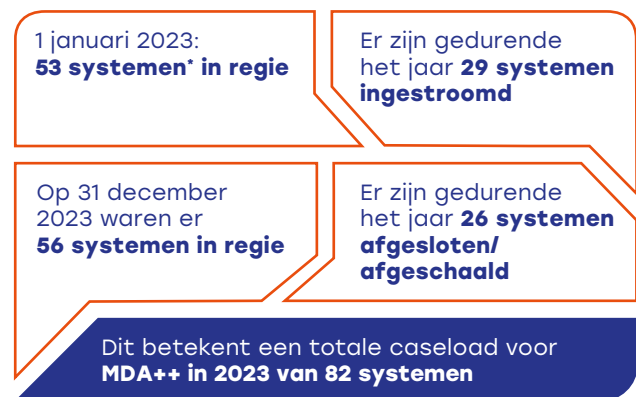 1 januari 2023:
53 systemen* in regie
Er zijn gedurende
het jaar 29 systemen
ingestroomd
Op 31 december
2023 waren er
56 systemen in regie
Er zijn gedurende
het jaar 26 systemen
afgesloten/
afgeschaald
Dit betekent een totale caseload voor
MDA++ in 2023 van 82 systemen